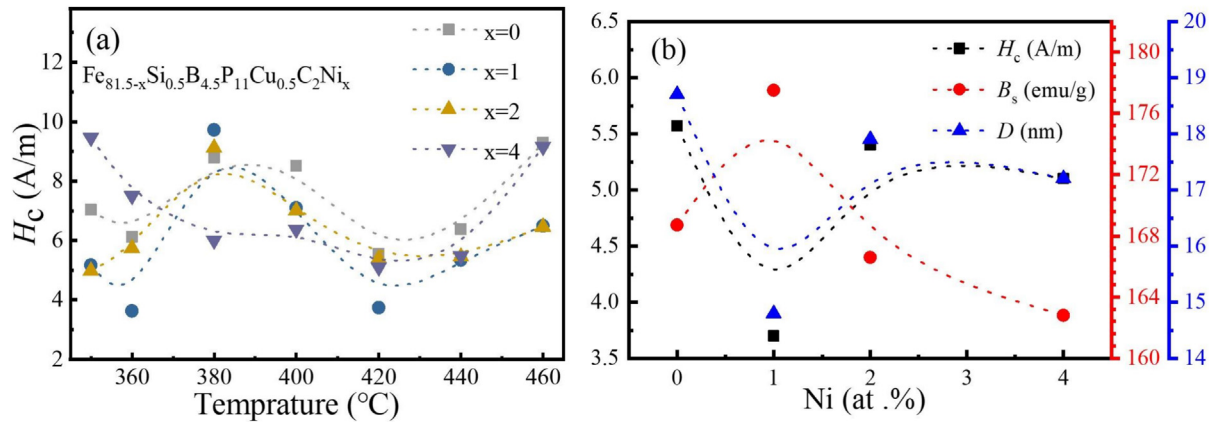 (a)
Fe81.5-xSi0.5B4.5P11Cu0.5C2Nix
x=0
x=1
x=2
x=4
12
10
8
6
4
2
Hc (A/m)
360 380 400 420 440 460
Temprature (°C)
(b)
Hc (A/m)
Bs (emu/g)
D (nm)
6.5
6.0
5.5
5.0
4.5
4.0
3.5
0 1 2 3 4
Ni (at .%)
180
176
172
168
164
160
20
19
18
17
16
15
14